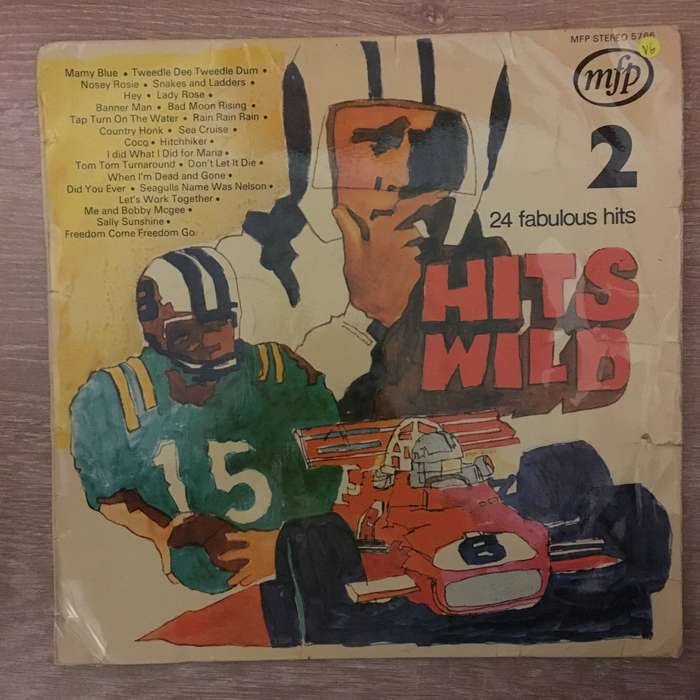 MFP STEREO 5766
VG
mfp
Mamy Blue • Tweedle Dee Tweedle Dum •
Nosey Rosie • Snakes and Ladders •
Hey • Lady Rose •
Banner Man • Bad Moon Rising •
Tap Turn On The Water • Rain Rain Rain •
Country Honk • Sea Cruise •
Coco • Hitchhiker •
I did What I Did for Maria •
Tom Tom Turnaround • Don't Let It Die •
When I'm Dead and Gone •
Did You Ever • Seagulls Name Was Nelson •
Let's Work Together •
Me and Bobby Mcgee •
Sally Sunshine •
Freedom Come Freedom Go
2
24 fabulous hits
HITS
WILD
15
8